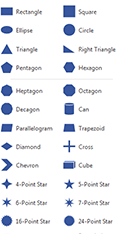 Rectangle Square
Ellipse Circle
Triangle Right Triangle
Pentagon Hexagon
Heptagon Octagon
Decagon Can
Parallelogram Trapezoid
Diamond Cross
Chevron Cube
4-Point Star 5-Point Star
6-Point Star 7-Point Star
16-Point Star 24-Point Star